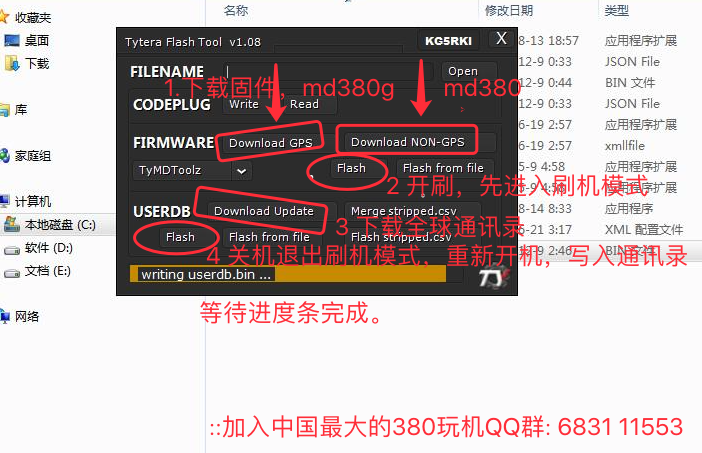 收藏夹
桌面
下载
库
家庭组
计算机
本地磁盘 (C:)
软件 (D:)
文档 (E:)
网络
名称 修改日期 类型
8-13 18:57 应用程序扩展
12-9 0:33 JSON File
12-9 0:44 BIN 文件
12-9 0:33 JSON File
6-19 2:57 应用程序扩展
6-19 2:57 xmlfile
5-9 4:58 应用程序扩展
应用程序扩展
8-14 8:33 应用程序
5-21 3:17 XML 配置文件
9 2:46 BIN 文件
Tytera Flash Tool v1.08 KG5RKI X
FILENAME Open
1.下载固件，md380g md380
CODEPLUG Write Read
FIRMWARE Download GPS Download NON-GPS
TyMDToolz Flash Flash from file
2 开刷，先进入刷机模式
USERDB Download Update Merge stripped.csv
3 下载全球通讯录
Flash Flash from file Flash stripped.csv
4 关机退出刷机模式，重新开机，写入通讯录
writing userdb.bin ...
等待进度条完成。
::加入中国最大的380玩机QQ群: 6831 11553